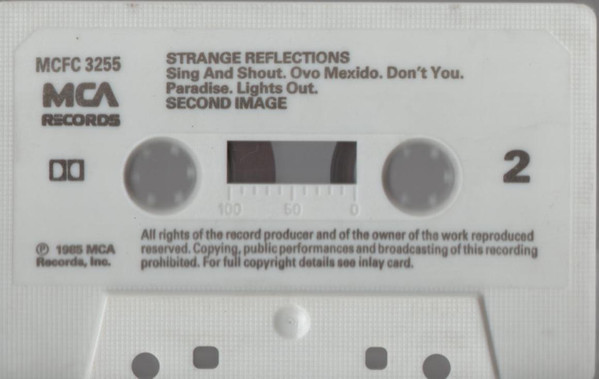 MCFC 3255
MCA
RECORDS
STRANGE REFLECTIONS
Sing And Shout. Ovo Mexido. Don't You.
Paradise. Lights Out.
SECOND IMAGE
2
100 50 0
℗ 1985 MCA
Records, Inc.
All rights of the record producer and of the owner of the work reproduced
reserved. Copying, public performances and broadcasting of this recording
prohibited. For full copyright details see inlay card.